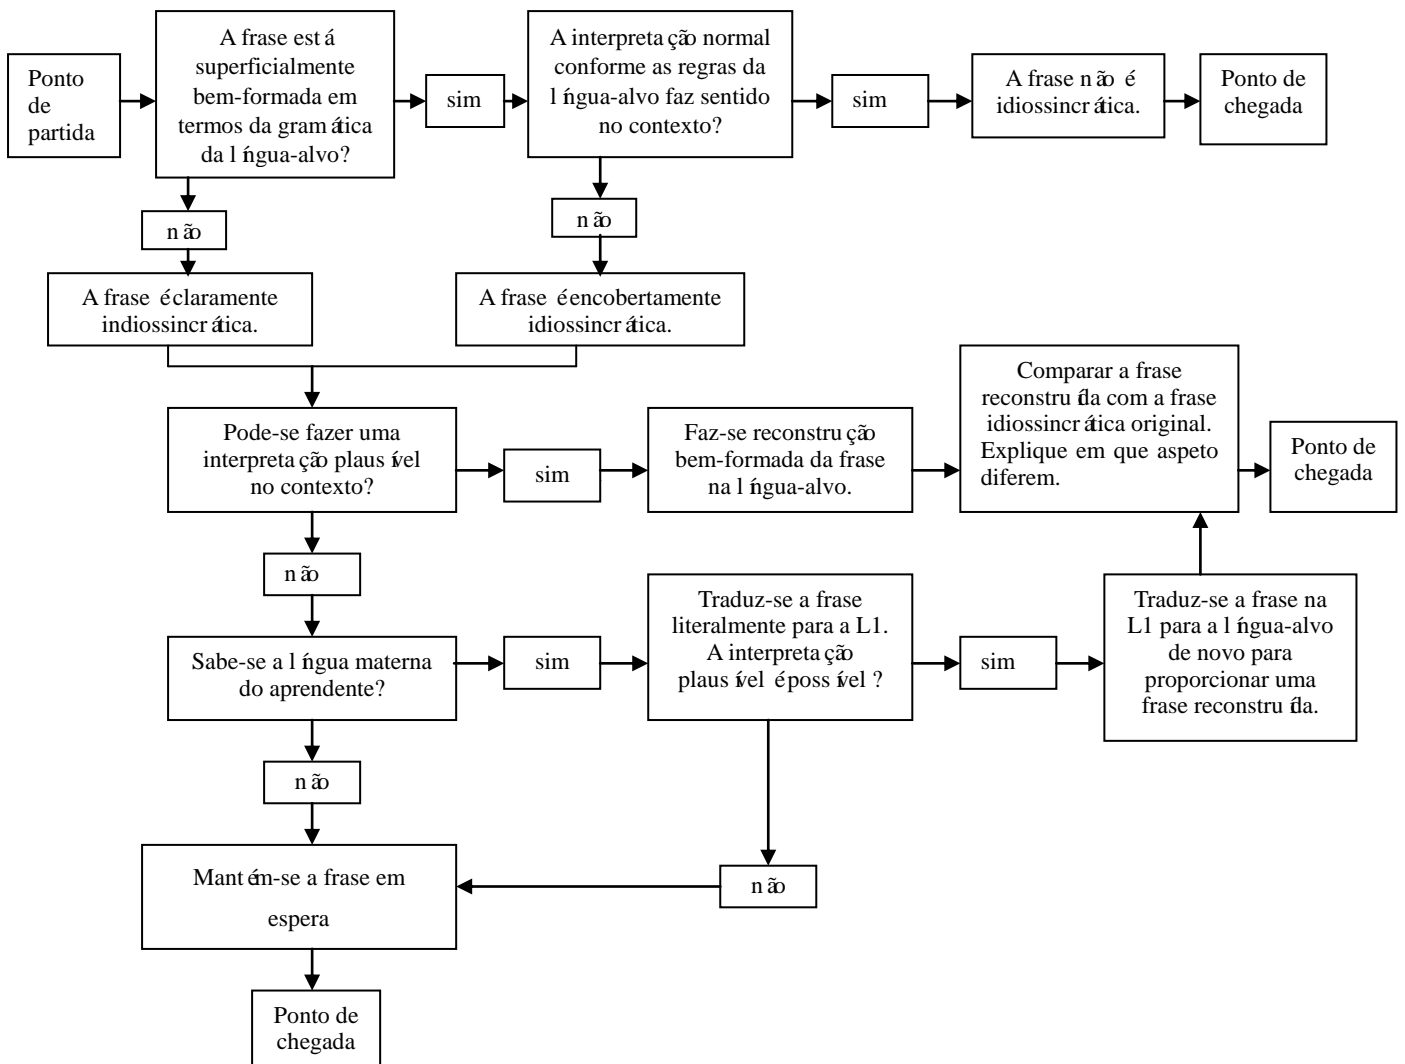 Ponto
de
partida
A frase está
superficialmente
bem-formada em
termos da gramática
da língua-alvo?
sim
A interpretação normal
conforme as regras da
língua-alvo faz sentido
no contexto?
sim
A frase não é
idiossincrática.
Ponto de
chegada
não
não
A frase é claramente
indiossincrática.
A frase é encobertamente
idiossincrática.
Pode-se fazer uma
interpretação plausível
no contexto?
sim
Faz-se reconstrução
bem-formada da frase
na língua-alvo.
Comparar a frase
reconstruída com a frase
idiossincrática original.
Explique em que aspeto
diferem.
Ponto de
chegada
não
Sabe-se a língua materna
do aprendente?
sim
Traduz-se a frase
literalmente para a L1.
A interpretação
plausível é possível ?
sim
Traduz-se a frase na
L1 para a língua-alvo
de novo para
proporcionar uma
frase reconstruída.
não
não
Mantém-se a frase em
espera
Ponto de
chegada